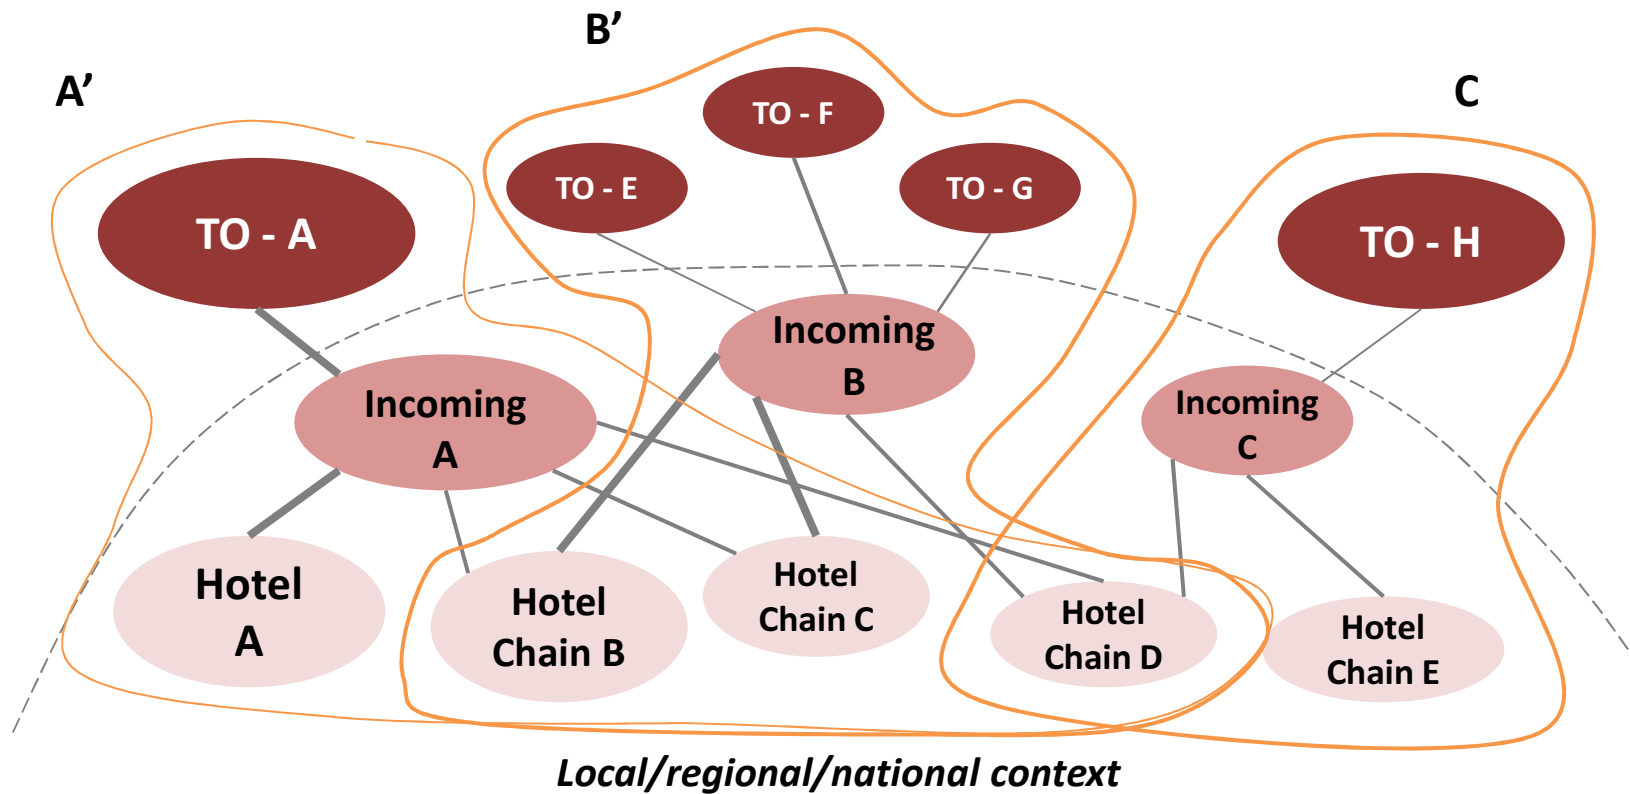 B’
A’
C
TO - F
TO - E
TO - G
TO - A
TO - H
Incoming
B
Incoming
A
Incoming
C
Hotel
A
Hotel
Chain B
Hotel
Chain C
Hotel
Chain D
Hotel
Chain E
Local/regional/national context